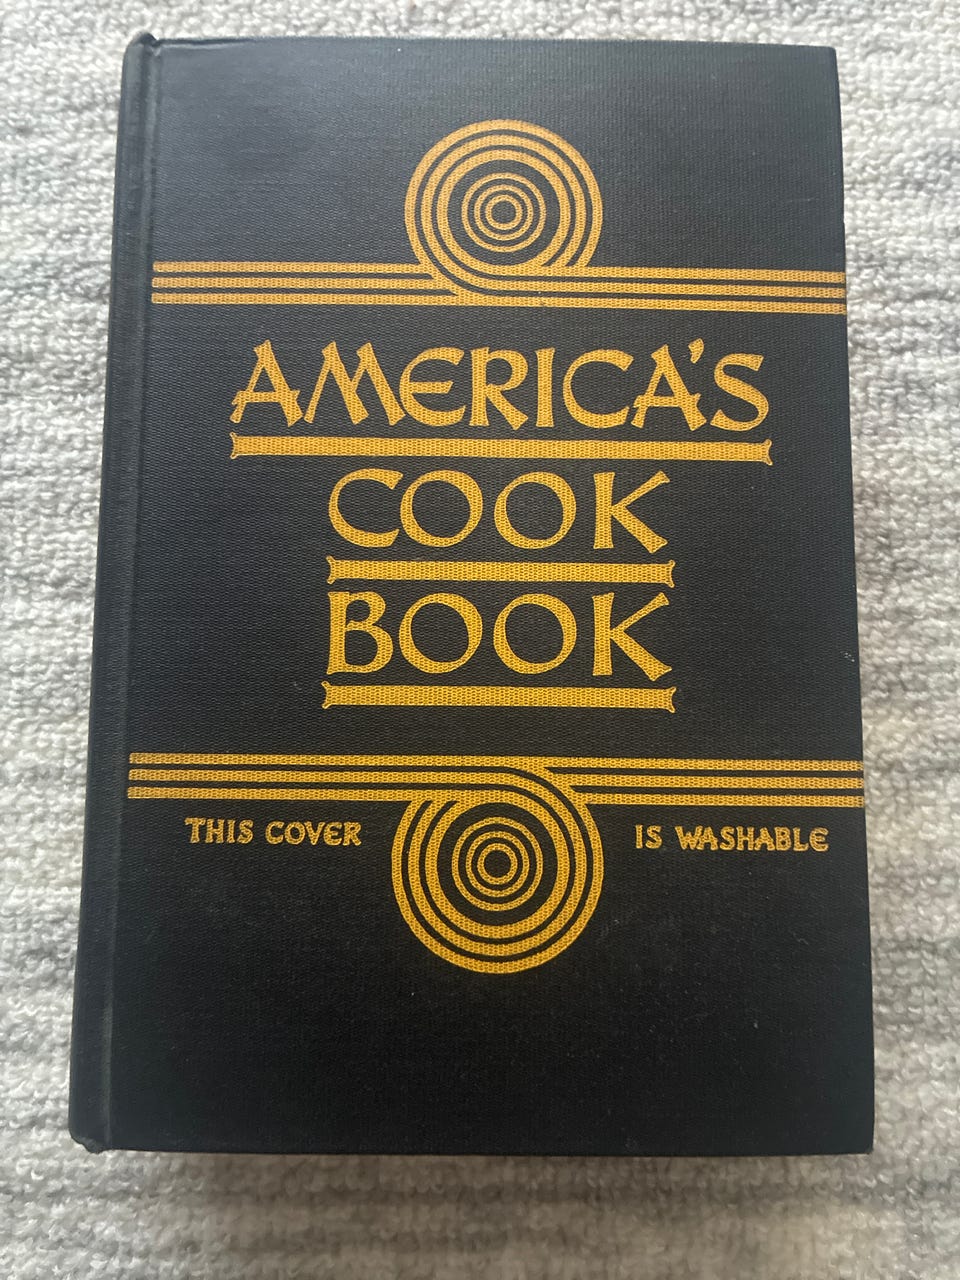 AMERICA'S
COOK
BOOK
THIS COVER IS WASHABLE